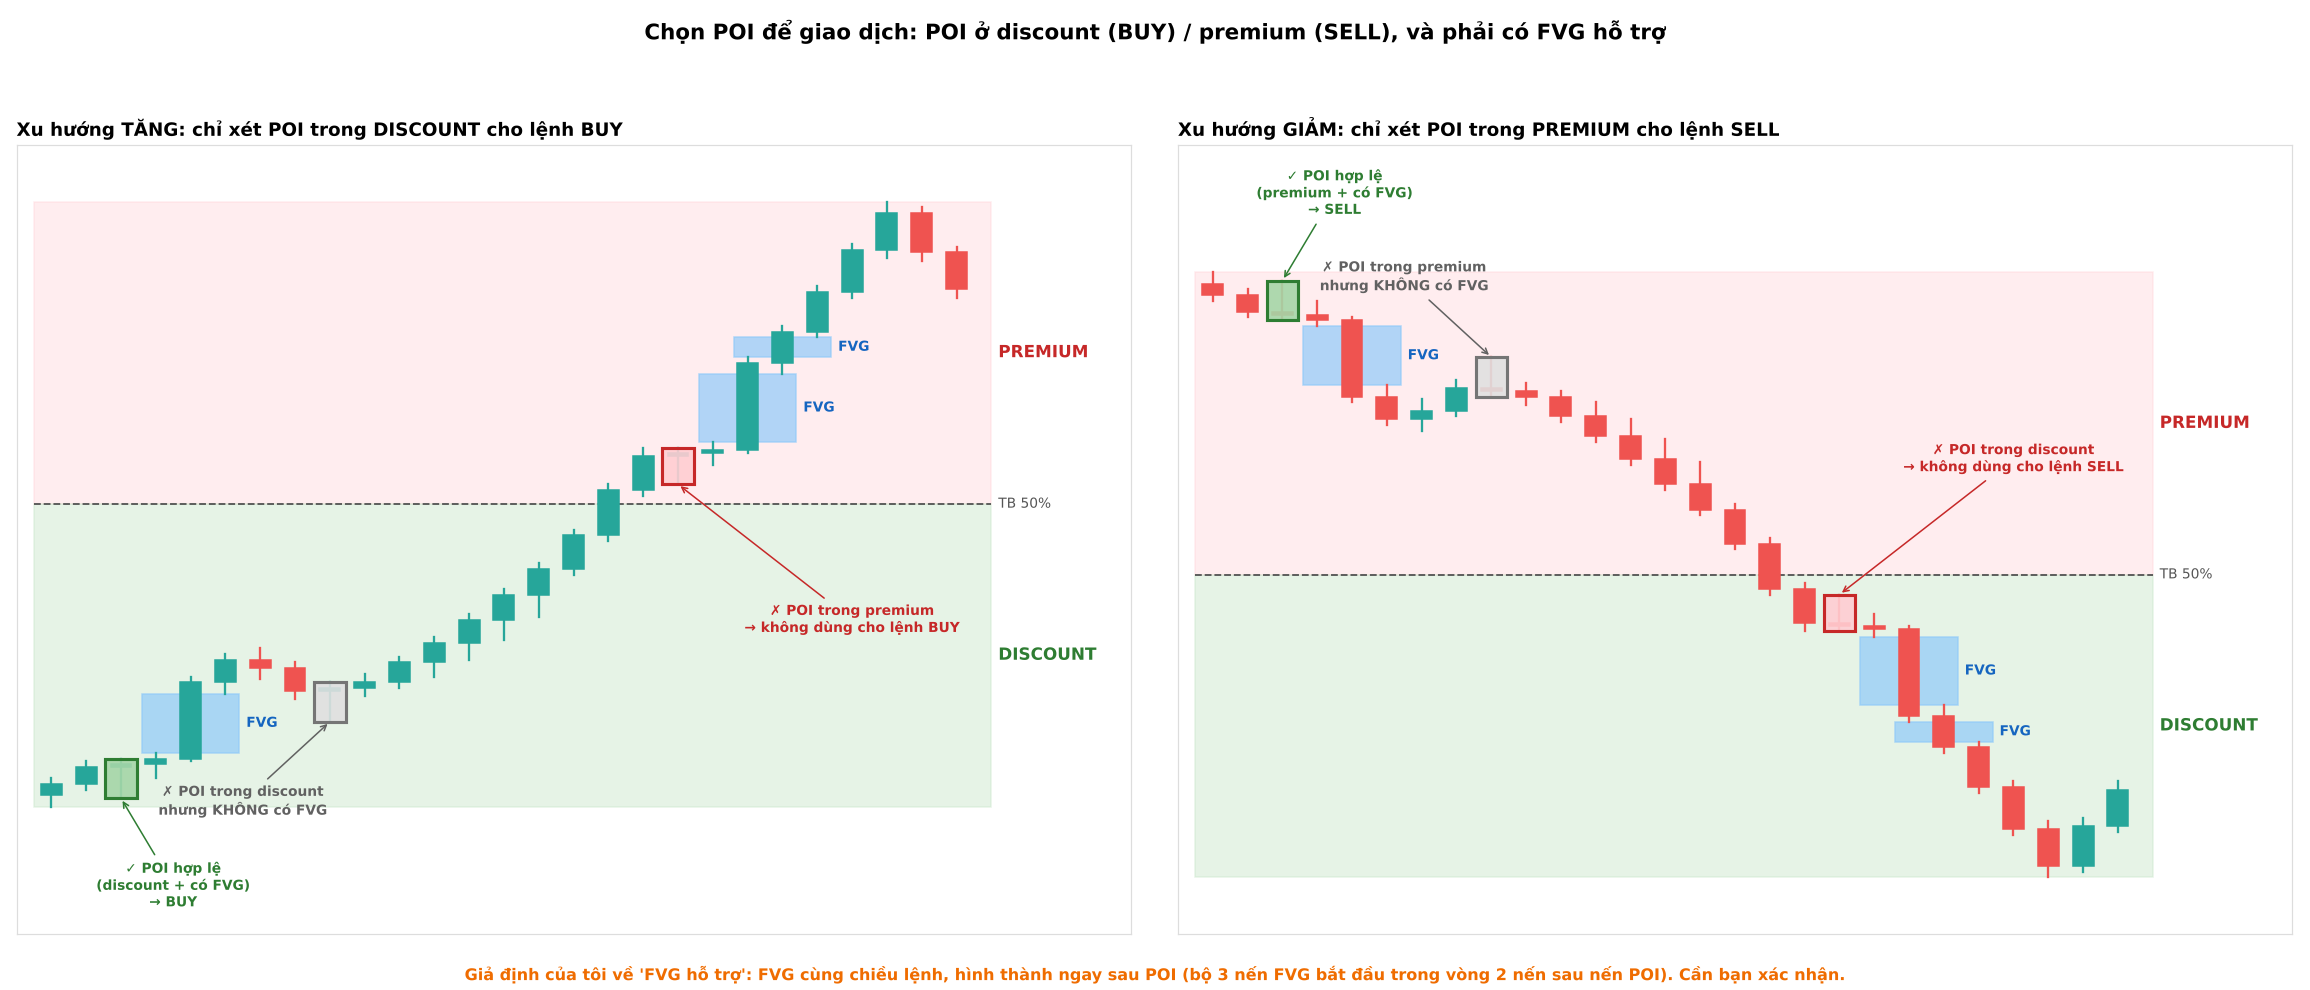 Chọn POI để giao dịch: POI ở discount (BUY) / premium (SELL), và phải có FVG hỗ trợ
Xu hướng TĂNG: chỉ xét POI trong DISCOUNT cho lệnh BUY
FVG
PREMIUM
FVG
TB 50%
✗ POI trong premium
→ không dùng cho lệnh BUY
DISCOUNT
FVG
✗ POI trong discount
nhưng KHÔNG có FVG
✓ POI hợp lệ
(discount + có FVG)
→ BUY
Xu hướng GIẢM: chỉ xét POI trong PREMIUM cho lệnh SELL
✓ POI hợp lệ
(premium + có FVG)
→ SELL
✗ POI trong premium
nhưng KHÔNG có FVG
FVG
PREMIUM
✗ POI trong discount
→ không dùng cho lệnh SELL
TB 50%
FVG
DISCOUNT
FVG
Giả định của tôi về 'FVG hỗ trợ': FVG cùng chiều lệnh, hình thành ngay sau POI (bộ 3 nến FVG bắt đầu trong vòng 2 nến sau nến POI). Cần bạn xác nhận.